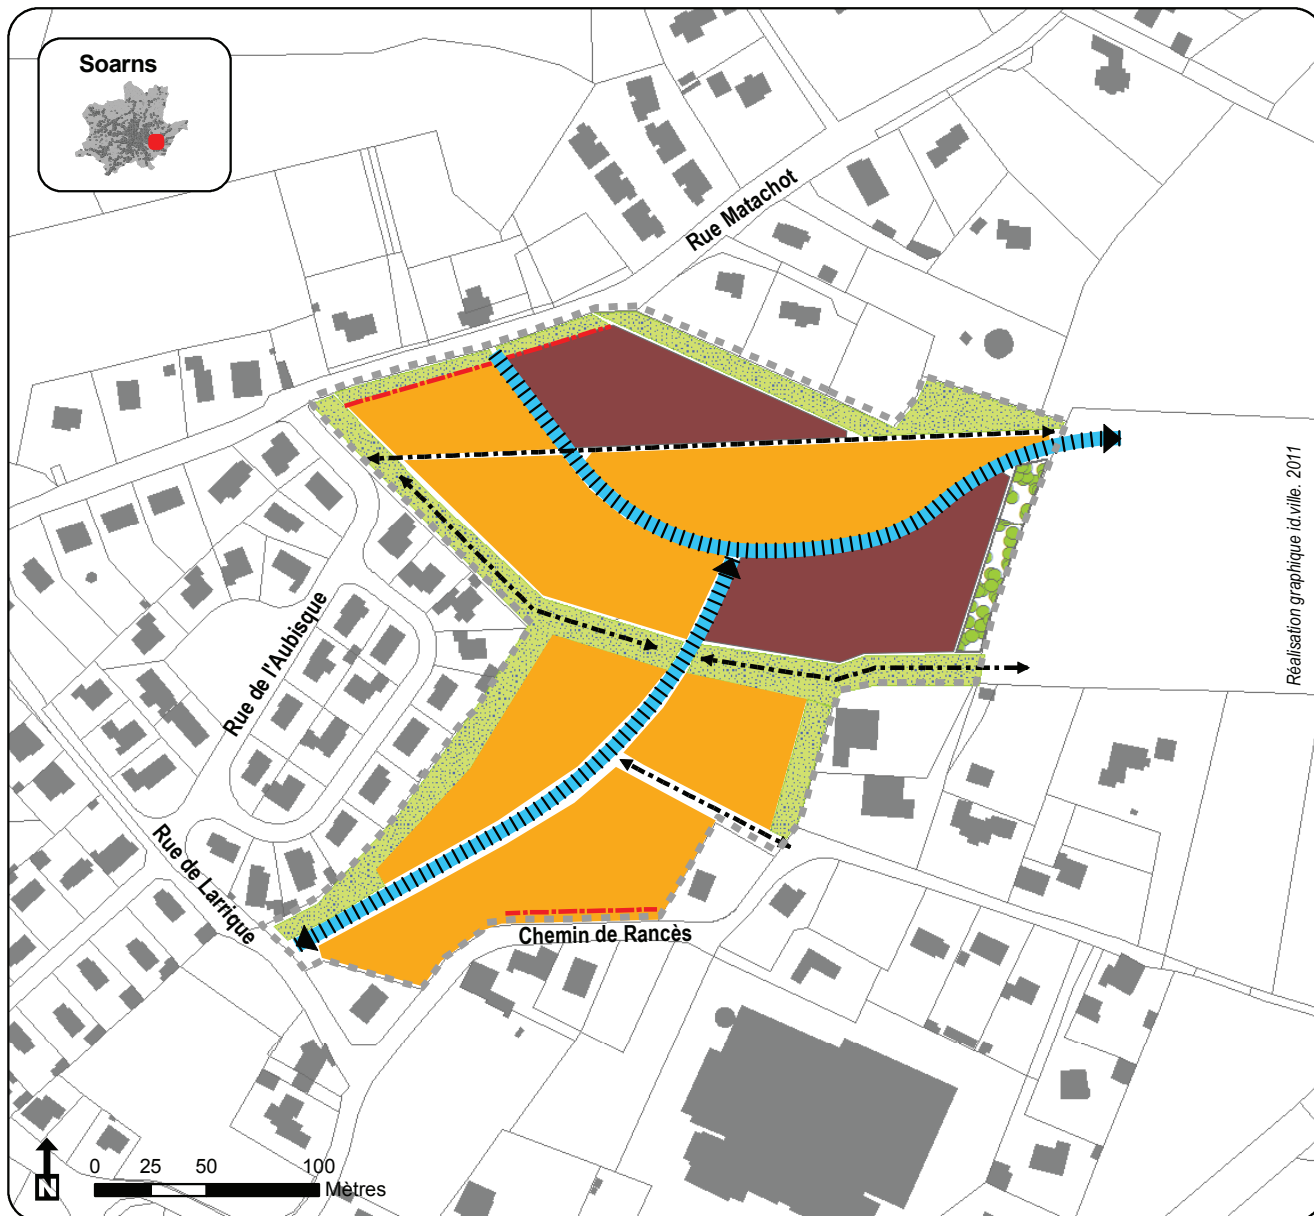 Soarns
Rue Matachot
Réalisation graphique id.ville. 2011
Rue de l'Aubisque
Rue de Larrique
Chemin de Rancès
0 25 50 100
Mètres
N